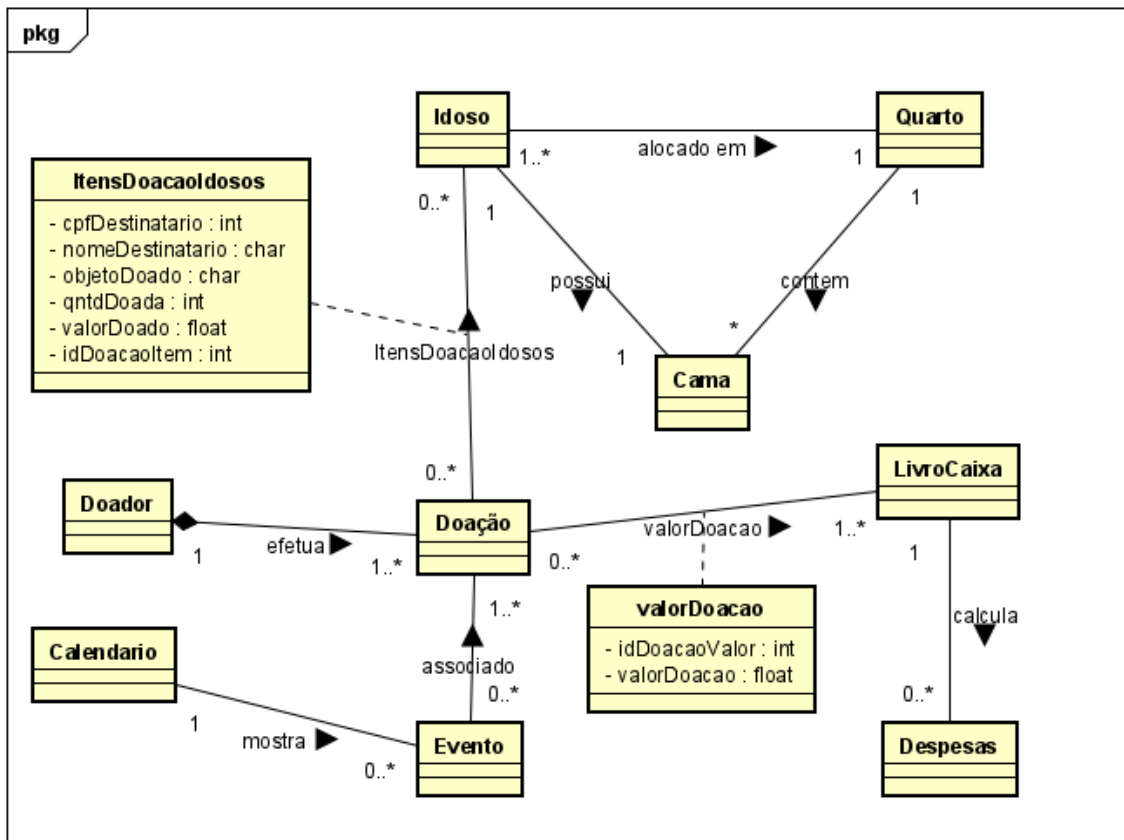 pkg
Idoso
Quarto
1..*
alocado em
1
0..*
1
1
ItensDoacaoIdosos
- cpfDestinatario : int
- nomeDestinatario : char
- objetoDoado : char
- qntdDoada : int
- valorDoado : float
- idDoacaoItem : int
possui
contem
*
ItensDoacaoIdosos
1
Cama
0..*
LivroCaixa
Doador
Doação
1
efetua
1..*
0..*
valorDoacao
1..*
1
1..*
valorDoacao
- idDoacaoValor : int
- valorDoacao : float
calcula
Calendario
associado
0..*
0..*
1
mostra
0..*
Evento
Despesas